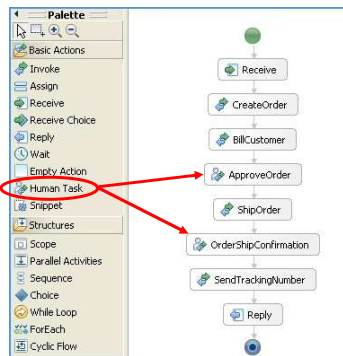 Palette
Basic Actions
Invoke
Assign
Receive
Receive Choice
Reply
Wait
Empty Action
Human Task
Snippet
Structures
Scope
Parallel Activities
Sequence
Choice
While Loop
ForEach
Cyclic Flow
Receive
CreateOrder
BillCustomer
ApproveOrder
ShipOrder
OrderShipConfirmation
SendTrackingNumber
Reply